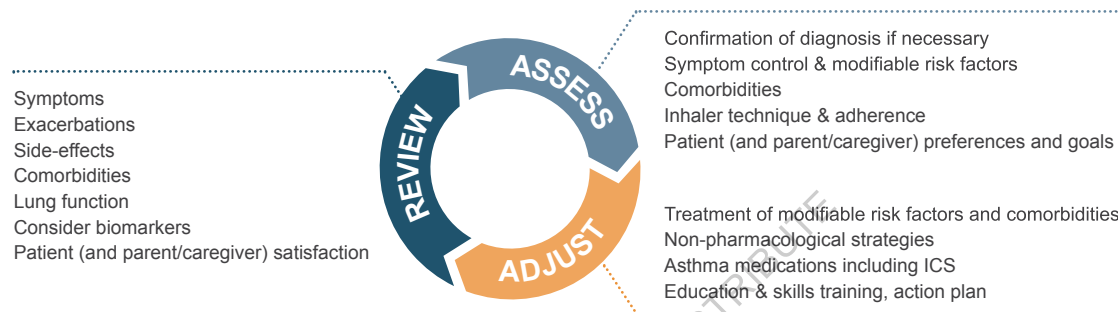 ASSESS
Confirmation of diagnosis if necessary
Symptom control & modifiable risk factors
Comorbidities
Inhaler technique & adherence
Patient (and parent/caregiver) preferences and goals
ADJUST
Treatment of modifiable risk factors and comorbidities
Non-pharmacological strategies
Asthma medications including ICS
Education & skills training, action plan
REVIEW
Symptoms
Exacerbations
Side-effects
Comorbidities
Lung function
Consider biomarkers
Patient (and parent/caregiver) satisfaction